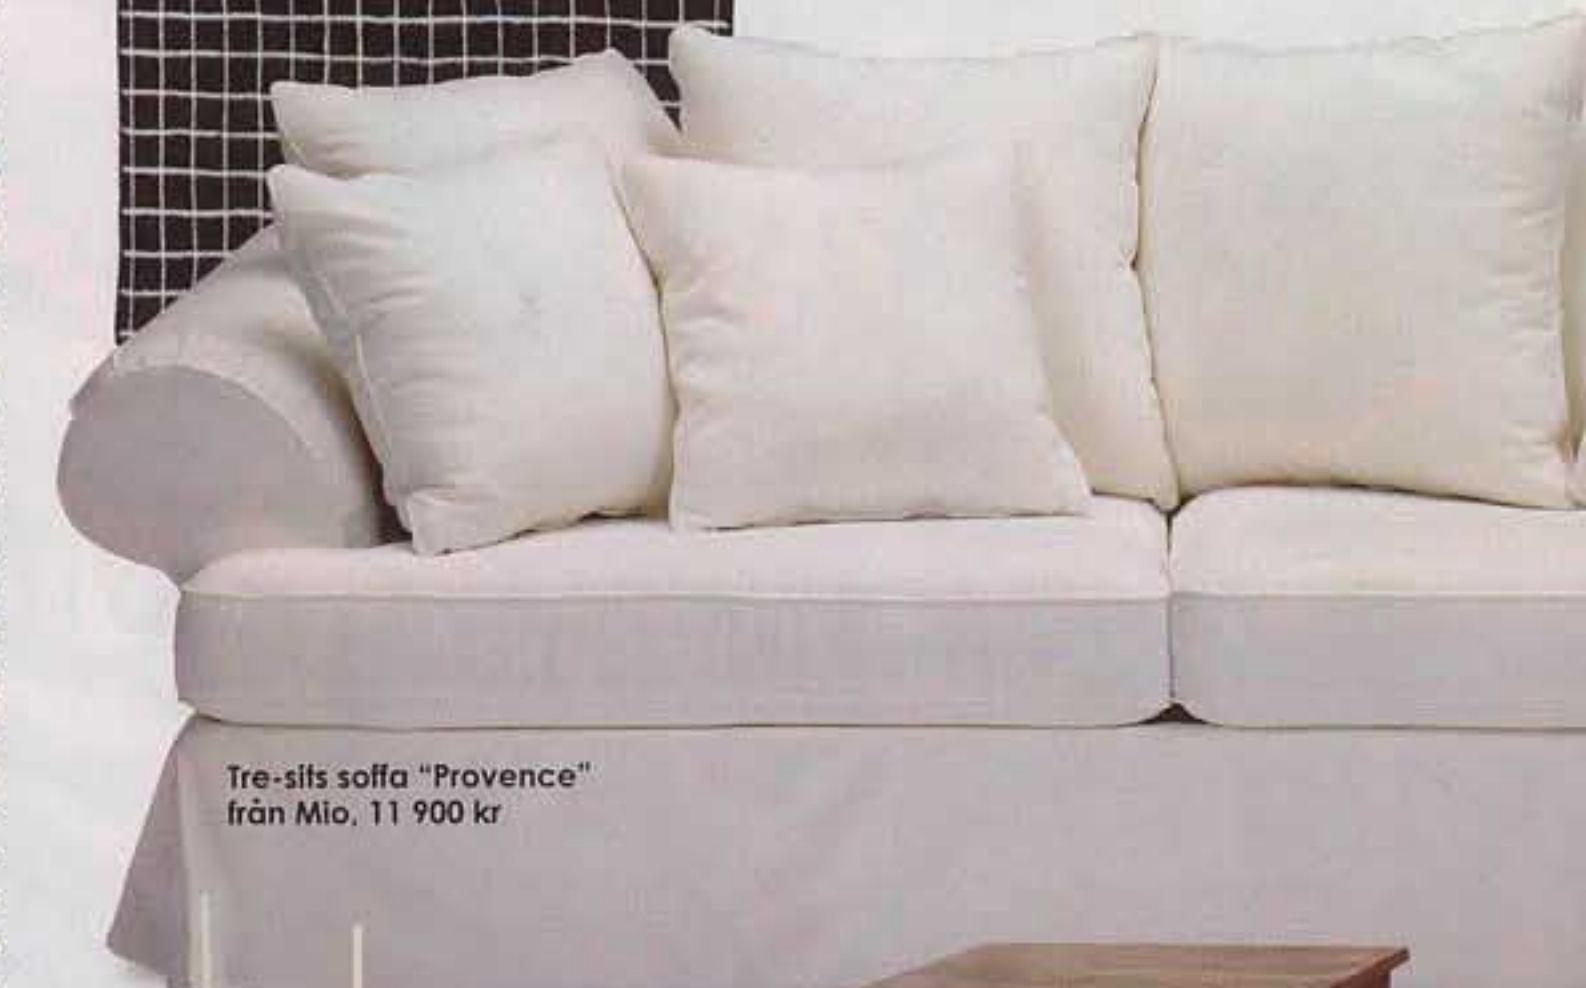 Tre-sits soffa "Provence"
från Mio, 11 900 kr